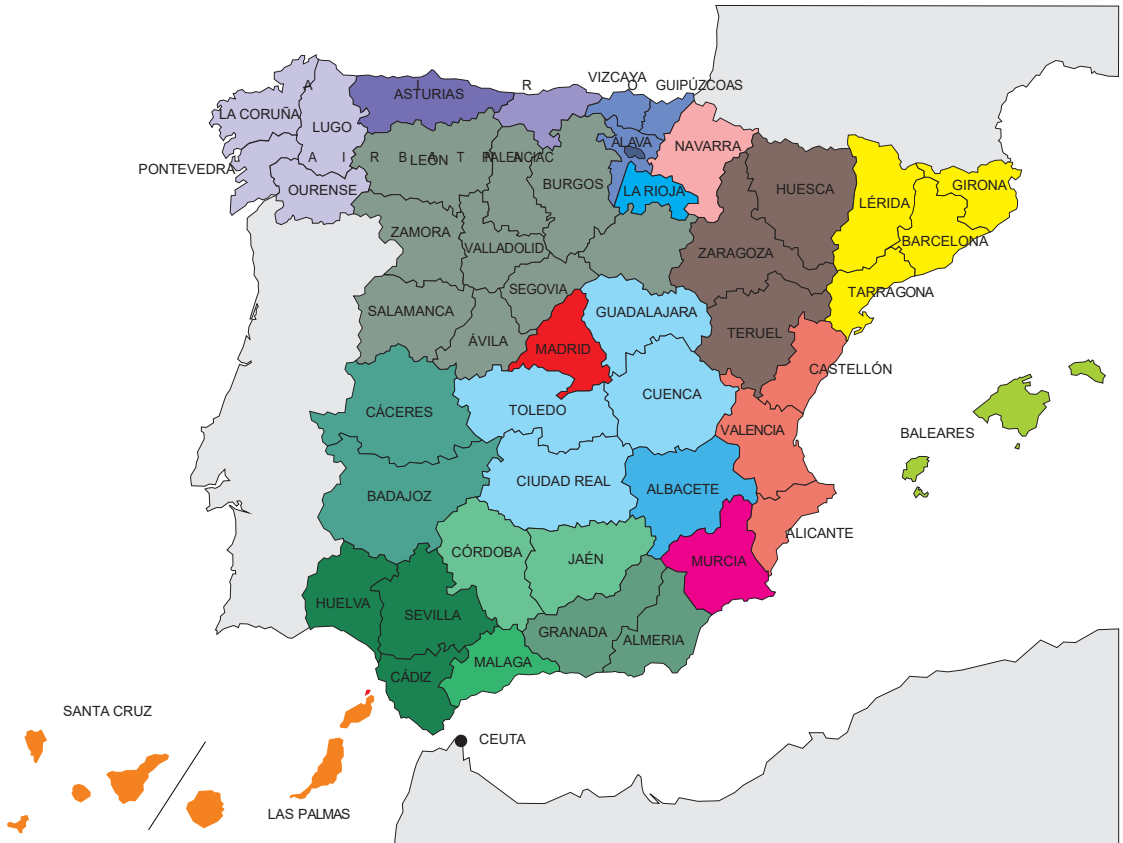 VIZCAYA
A I R O
GUIPÚZCOAS
ASTURIAS
LA CORUÑA
LUGO
ÁLAVA
NAVARRA
A I R B A T N A C
LEÓN
PALENCIA
PONTEVEDRA
OURENSE
BURGOS
LA RIOJA
HUESCA
LÉRIDA
GIRONA
ZAMORA
VALLADOLID
ZARAGOZA
BARCELONA
SEGOVIA
TARRAGONA
SALAMANCA
GUADALAJARA
ÁVILA
TERUEL
MADRID
CASTELLÓN
CUENCA
CÁCERES
TOLEDO
VALENCIA
BALEARES
CIUDAD REAL
ALBACETE
BADAJOZ
ALICANTE
CÓRDOBA
JAÉN
MURCIA
HUELVA
SEVILLA
GRANADA
ALMERIA
MALAGA
CÁDIZ
SANTA CRUZ
CEUTA
LAS PALMAS